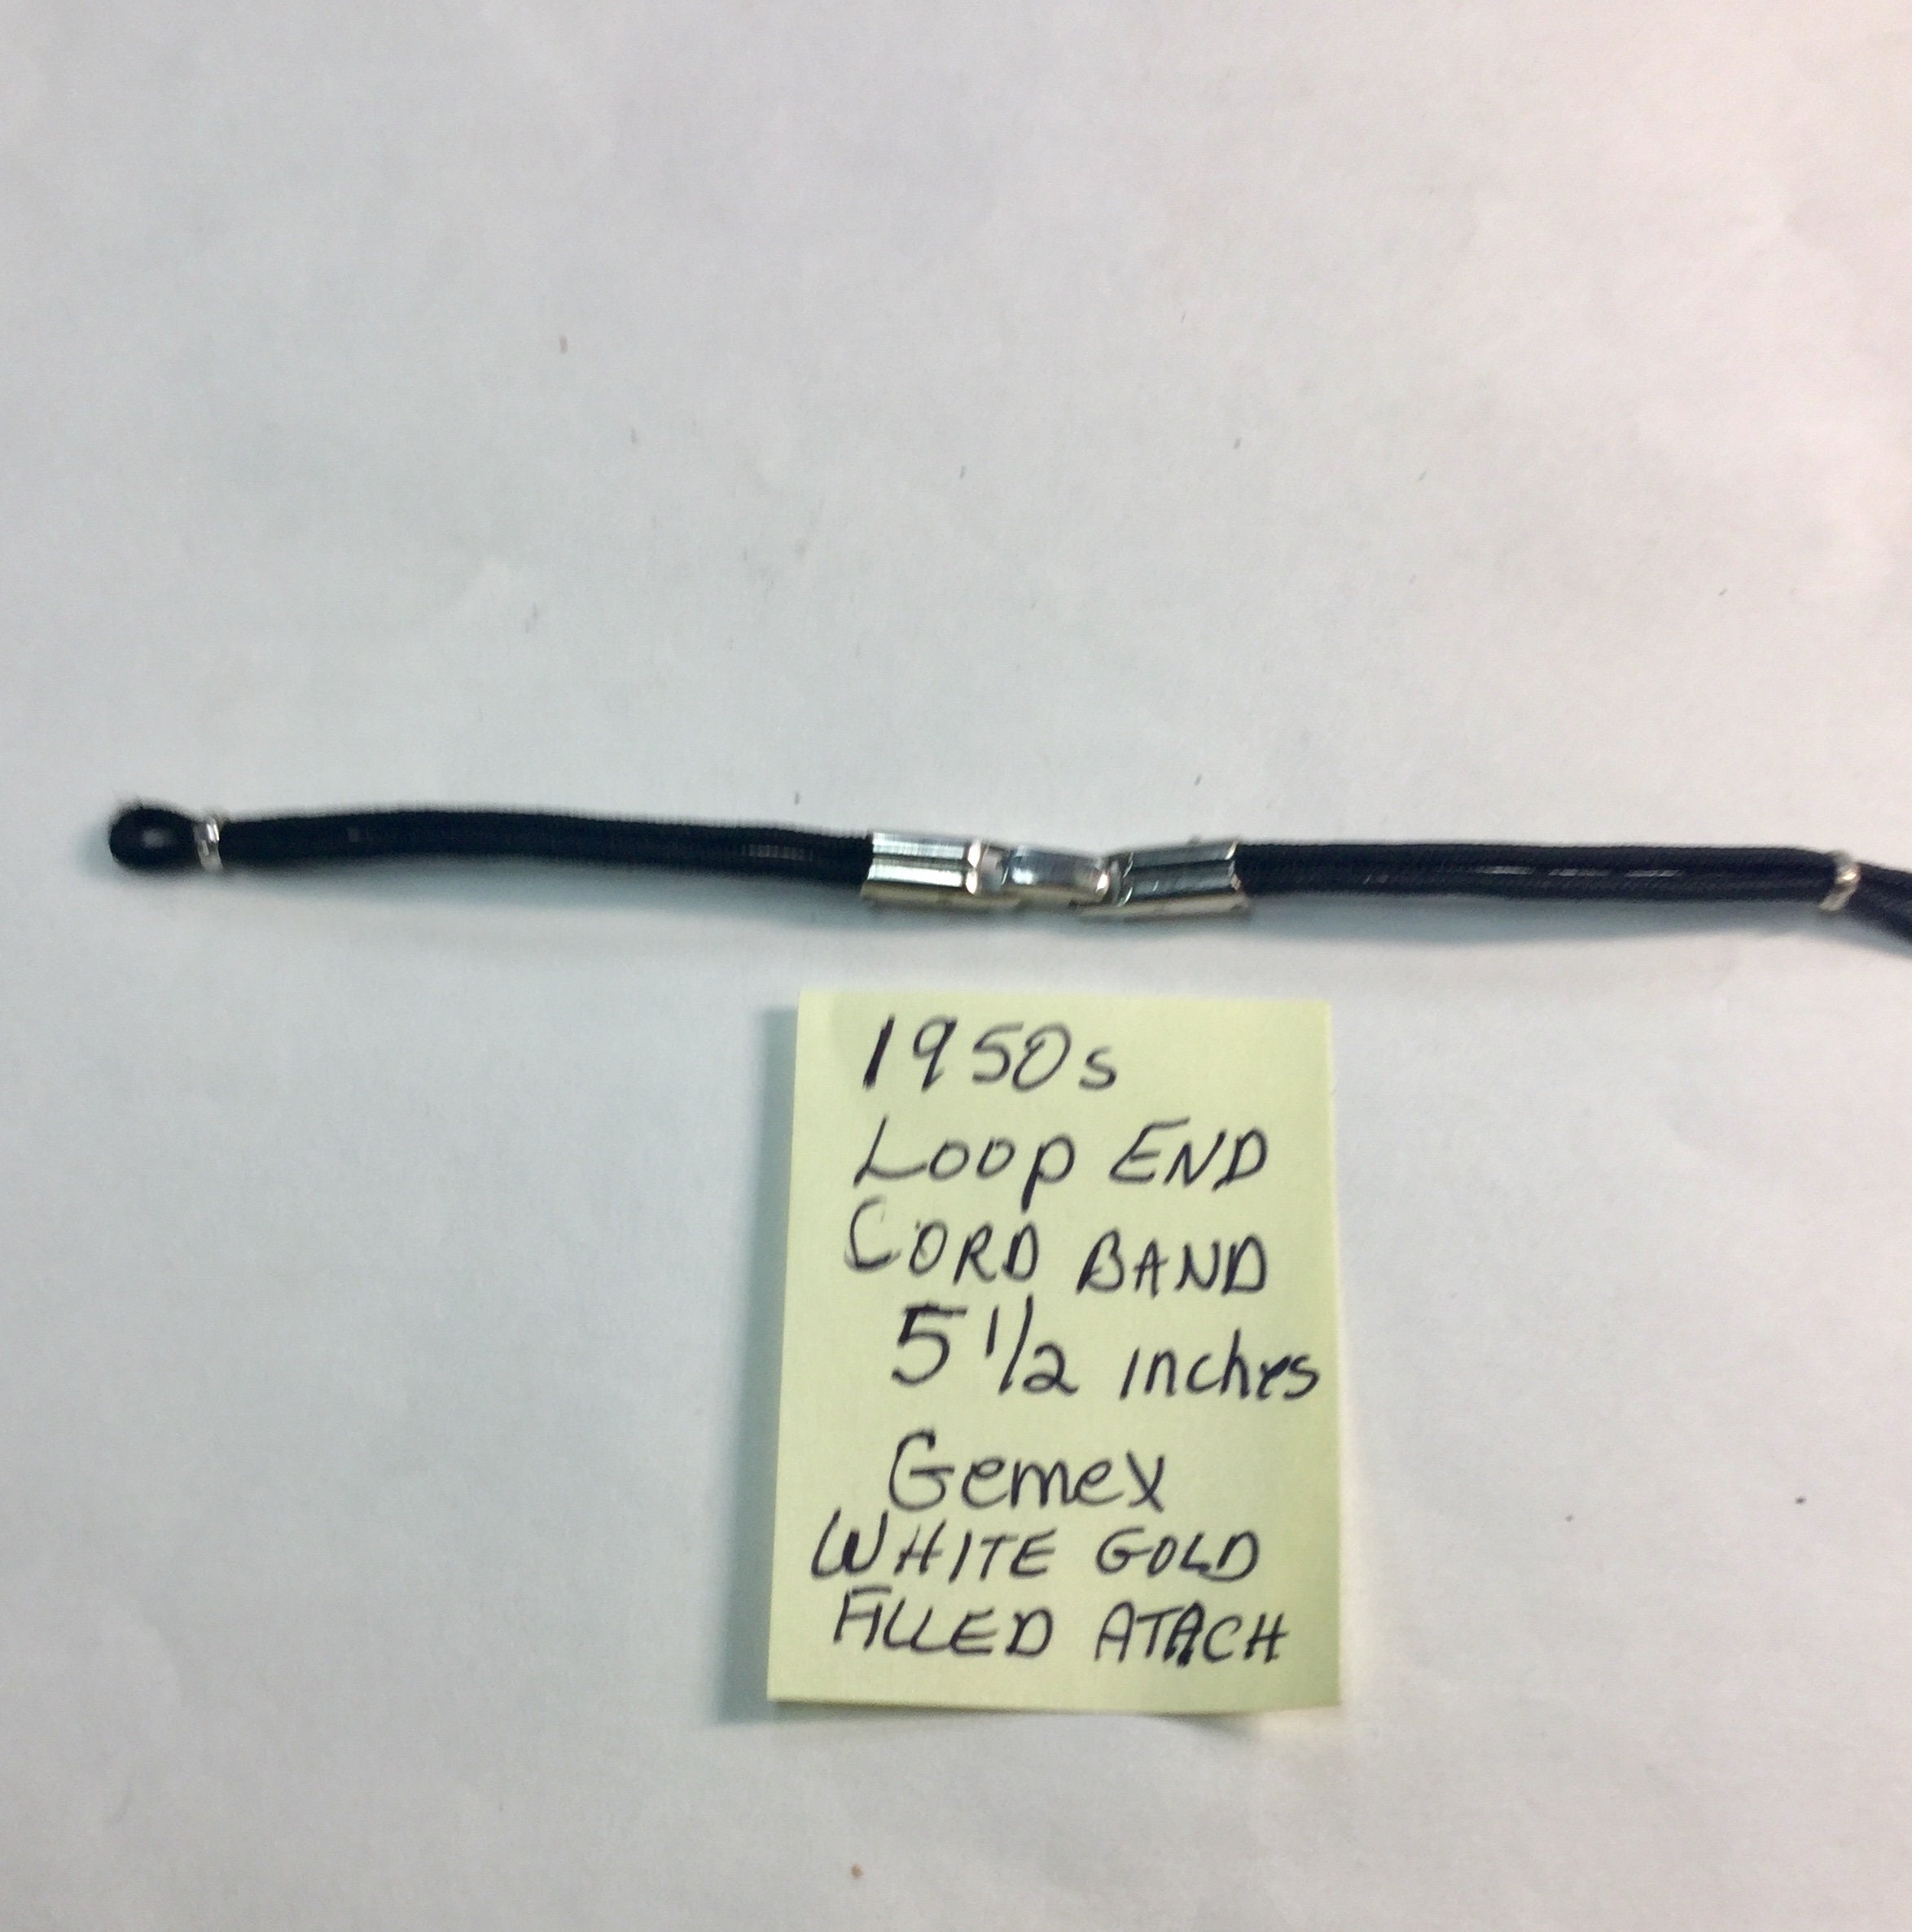 1950s
Loop END
CORD BAND
5 1/2 inches
Gemex
WHITE GOLD
FILLED ATACH